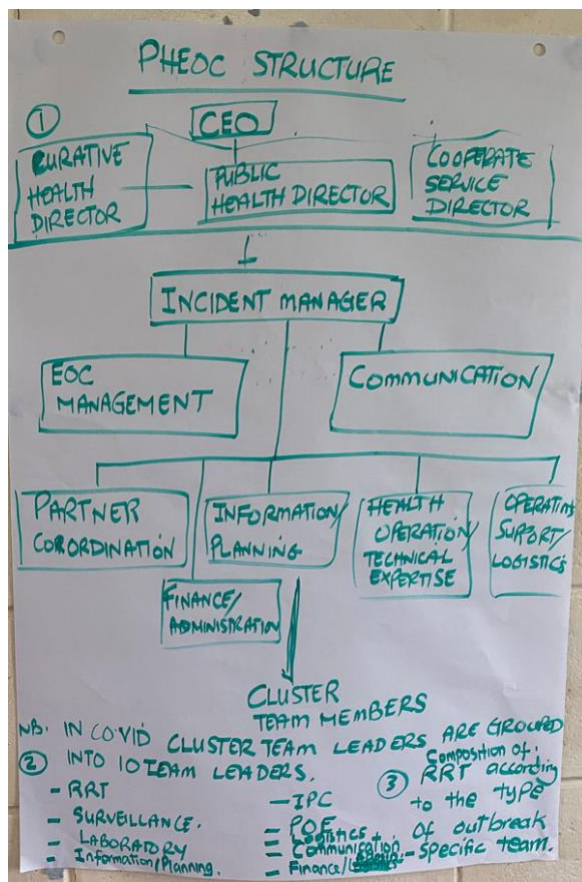 PHEOC STRUCTURE
①
CEO
CURATIVE
HEALTH
DIRECTOR
PUBLIC
HEALTH DIRECTOR
COOPERATE
SERVICE
DIRECTOR
INCIDENT MANAGER
EOC
MANAGEMENT
COMMUNICATION
PARTNER
COORDINATION
INFORMATION/
PLANNING
HEALTH
OPERATION/
TECHNICAL
EXPERTISE
OPERATING
SUPPORT/
LOGISTICS
FINANCE/
ADMINISTRATION
CLUSTER
TEAM MEMBERS
NB. IN COVID CLUSTER TEAM LEADERS ARE GROUPED
② INTO 10 TEAM LEADERS.
- RRT
- SURVEILLANCE.
- LABORATORY
- Information/Planning.
- IPC
- POE
- Logistics
- Communication
- Finance/
③ Composition of:
RRT according
to the type
of outbreak
- specific team.